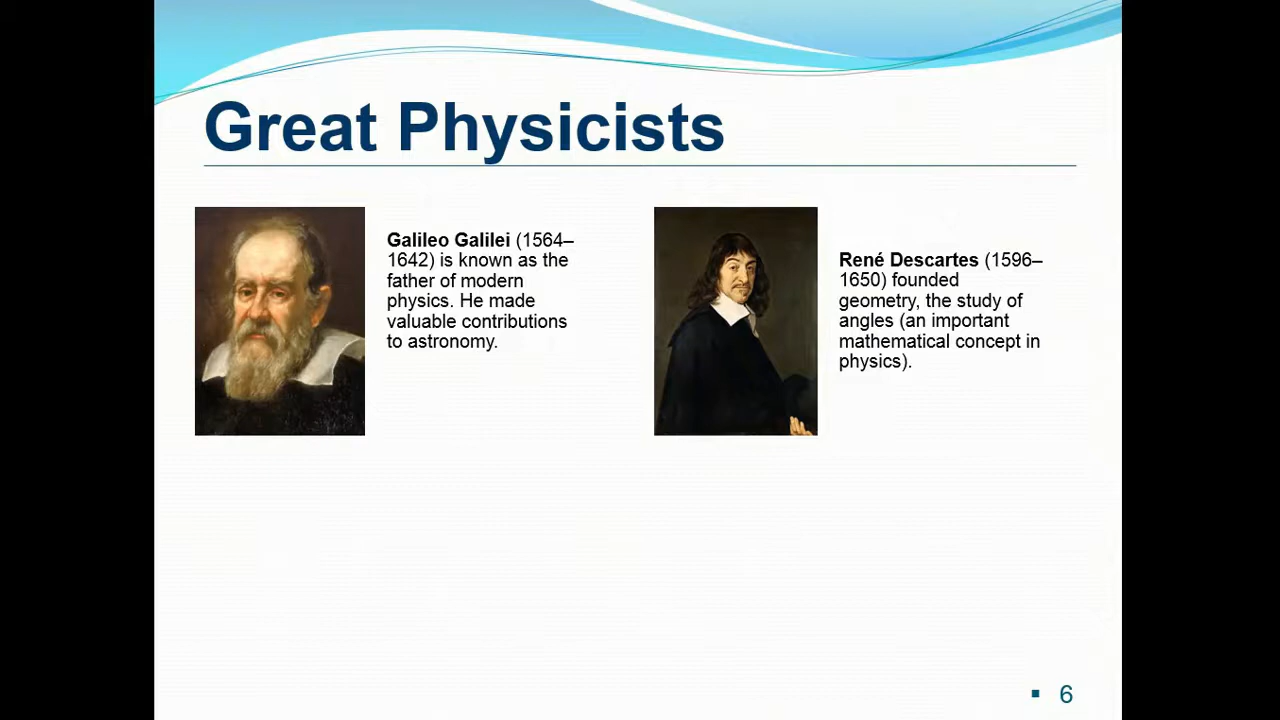 Great Physicists
Galileo Galilei (1564–
1642) is known as the
father of modern
physics. He made
valuable contributions
to astronomy.
René Descartes (1596–
1650) founded
geometry, the study of
angles (an important
mathematical concept in
physics).
▪ 6